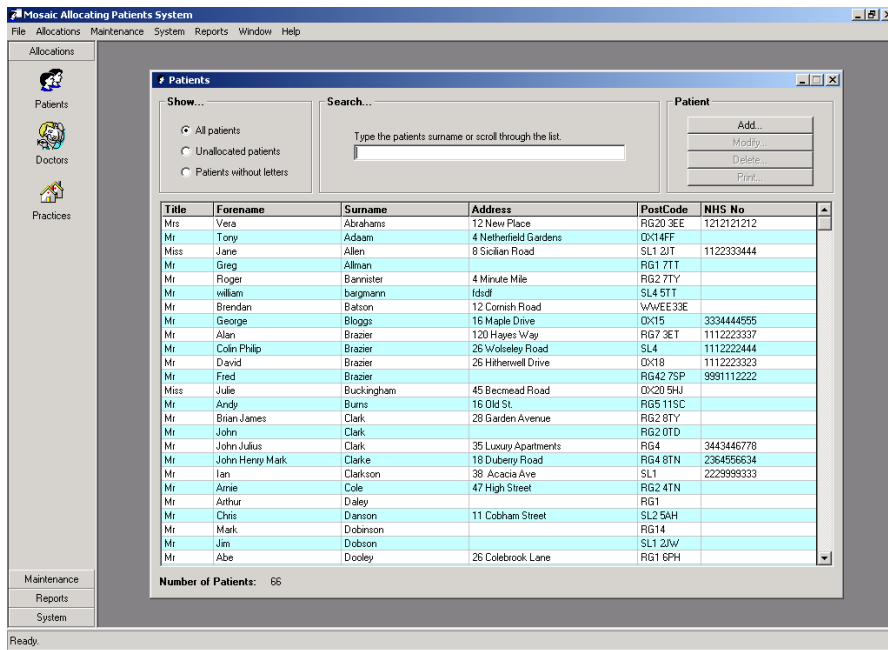 Mosaic Allocating Patients System
File Allocations Maintenance System Reports Window Help
Allocations
Patients
Doctors
Practices
Patients
Show...
All patients
Unallocated patients
Patients without letters
Search...
Type the patients surname or scroll through the list.
Patient
Add...
Modify...
Delete...
Print...
Title Forename Surname Address PostCode NHS No
Mrs Vera Abrahams 12 New Place RG20 3EE 1212121212
Mr Tony Adaam 4 Netherfield Gardens OX14FF
Miss Jane Allen 8 Sicilian Road SL1 2JT 1122333444
Mr Greg Allman RG1 7TT
Mr Roger Bannister 4 Minute Mile RG2 7TY
Mr william bargmann fdsdf SL4 5TT
Mr Brendan Batson 12 Cornish Road WWEE33E
Mr George Bloggs 16 Maple Drive OX15 3334444555
Mr Alan Brazier 120 Hayes Way RG7 3ET 1112223337
Mr Colin Philip Brazier 26 Wolseley Road SL4 1112222444
Mr David Brazier 26 Hitherwell Drive OX18 1112223323
Mr Fred Brazier RG42 7SP 9991112222
Miss Julie Buckingham 45 Becmead Road OX20 5HJ
Mr Andy Burns 16 Old St. RG5 11SC
Mr Brian James Clark 28 Garden Avenue RG2 8TY
Mr John Clark RG2 0TD
Mr John Julius Clark 35 Luxury Apartments RG4 3443446778
Mr John Henry Mark Clarke 18 Duberry Road RG4 8TN 2364556634
Mr Ian Clarkson 38 Acacia Ave SL1 2229999333
Mr Arnie Cole 47 High Street RG2 4TN
Mr Arthur Daley RG1
Mr Chris Danson 11 Cobham Street SL2 5AH
Mr Mark Dobinson RG14
Mr Jim Dobson SL1 2JW
Mr Abe Dooley 26 Colebrook Lane RG1 6PH
Number of Patients: 66
Maintenance
Reports
System
Ready.